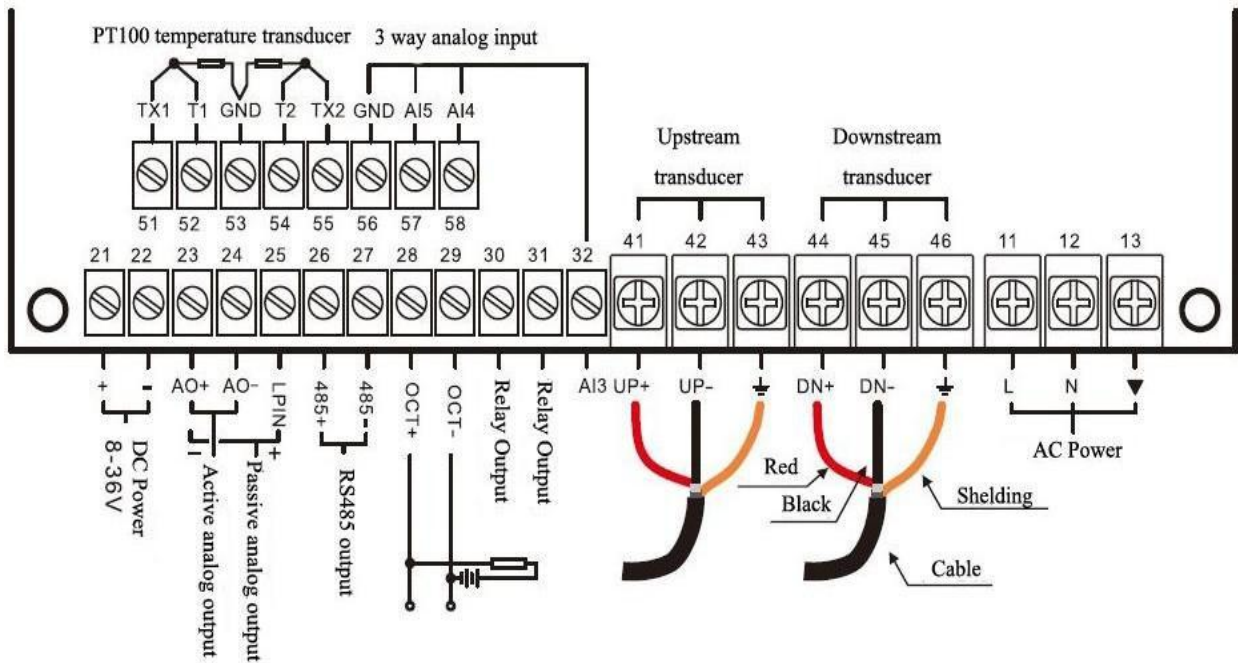 PT100 temperature transducer
3 way analog input
TX1 T1 GND T2 TX2 GND AI5 AI4
51 52 53 54 55 56 57 58
Upstream
transducer
Downstream
transducer
21 22 23 24 25 26 27 28 29 30 31 32 41 42 43 44 45 46 11 12 13
+ - AO+ AO- LPIN 485+ 485- OCT+ OCT- Relay Output Relay Output AI3 UP+ UP- DN+ DN- L N
DC Power
8-36V
- +
Active analog output
Passive analog output
RS485 output
AC Power
Red
Black
Shelding
Cable